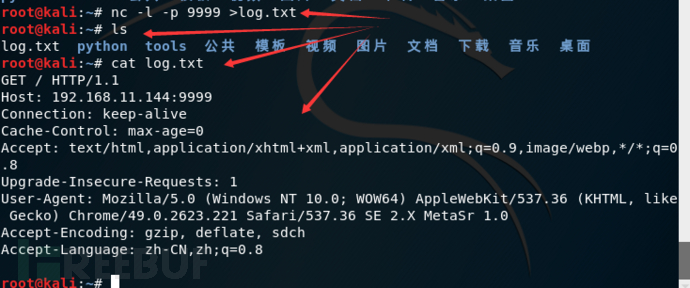 root@kali:~# nc -l -p 9999 >log.txt
root@kali:~# ls
log.txt python tools 公共 模板 视频 图片 文档 下载 音乐 桌面
root@kali:~# cat log.txt
GET / HTTP/1.1
Host: 192.168.11.144:9999
Connection: keep-alive
Cache-Control: max-age=0
Accept: text/html,application/xhtml+xml,application/xml;q=0.9,image/webp,*/*;q=0
.8
Upgrade-Insecure-Requests: 1
User-Agent: Mozilla/5.0 (Windows NT 10.0; WOW64) AppleWebKit/537.36 (KHTML, like
Gecko) Chrome/49.0.2623.221 Safari/537.36 SE 2.X MetaSr 1.0
Accept-Encoding: gzip, deflate, sdch
Accept-Language: zh-CN,zh;q=0.8
FREEBUF
root@kali:~#